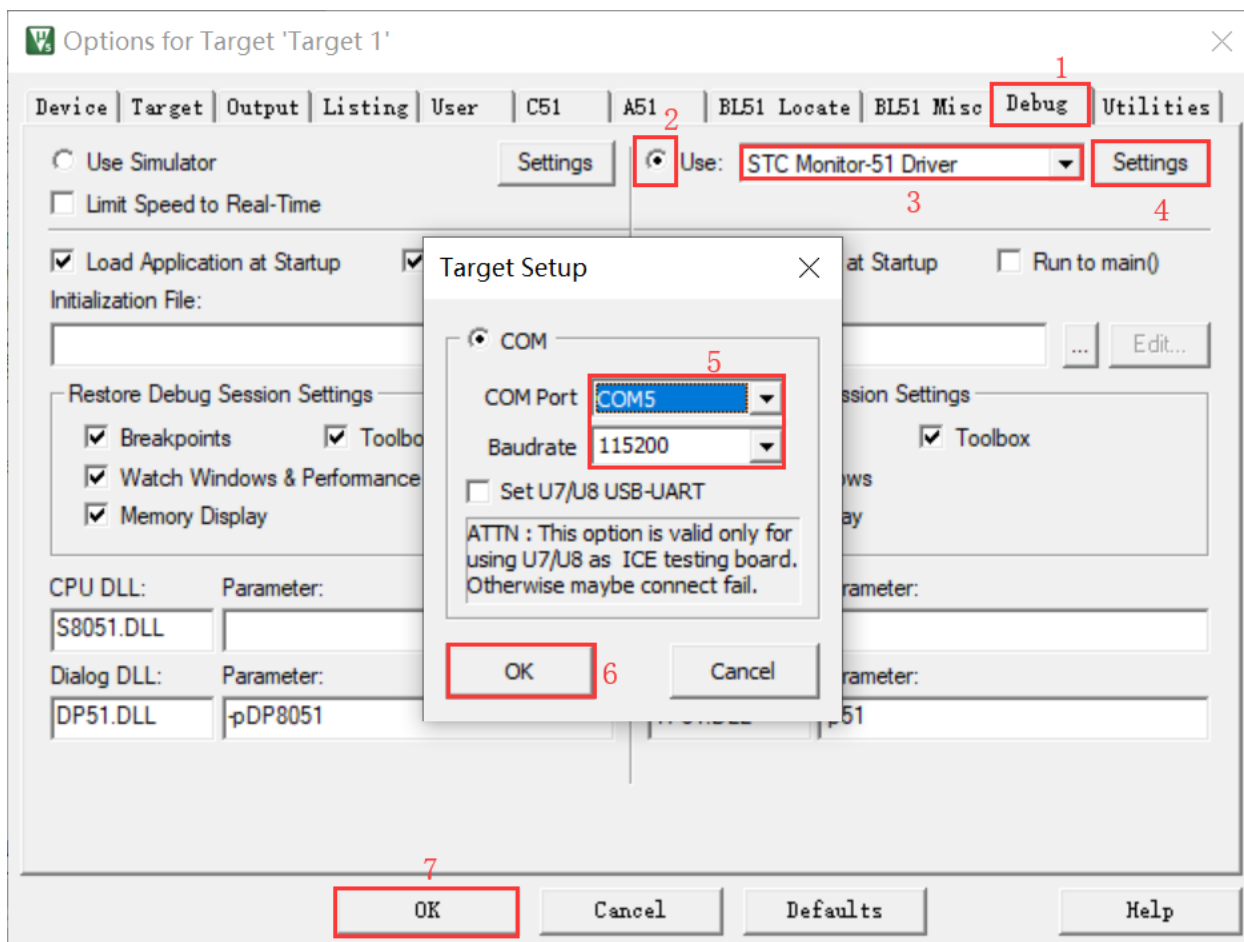 Options for Target 'Target 1'
1
Device Target Output Listing User C51 A51 BL51 Locate BL51 Misc Debug Utilities
2
Use Simulator Settings Use: STC Monitor-51 Driver Settings
Limit Speed to Real-Time 3 4
Load Application at Startup at Startup Run to main()
Initialization File:
... Edit...
Target Setup
COM
5
COM Port COM5
Baudrate 115200
Set U7/U8 USB-UART
ATTN : This option is valid only for
using U7/U8 as ICE testing board.
Otherwise maybe connect fail.
OK 6 Cancel
Restore Debug Session Settings ssion Settings
Breakpoints Toolbo Toolbox
Watch Windows & Performance ows
Memory Display ay
CPU DLL: Parameter: rameter:
S8051.DLL
Dialog DLL: Parameter: rameter:
DP51.DLL -pDP8051 p51
7
OK Cancel Defaults Help